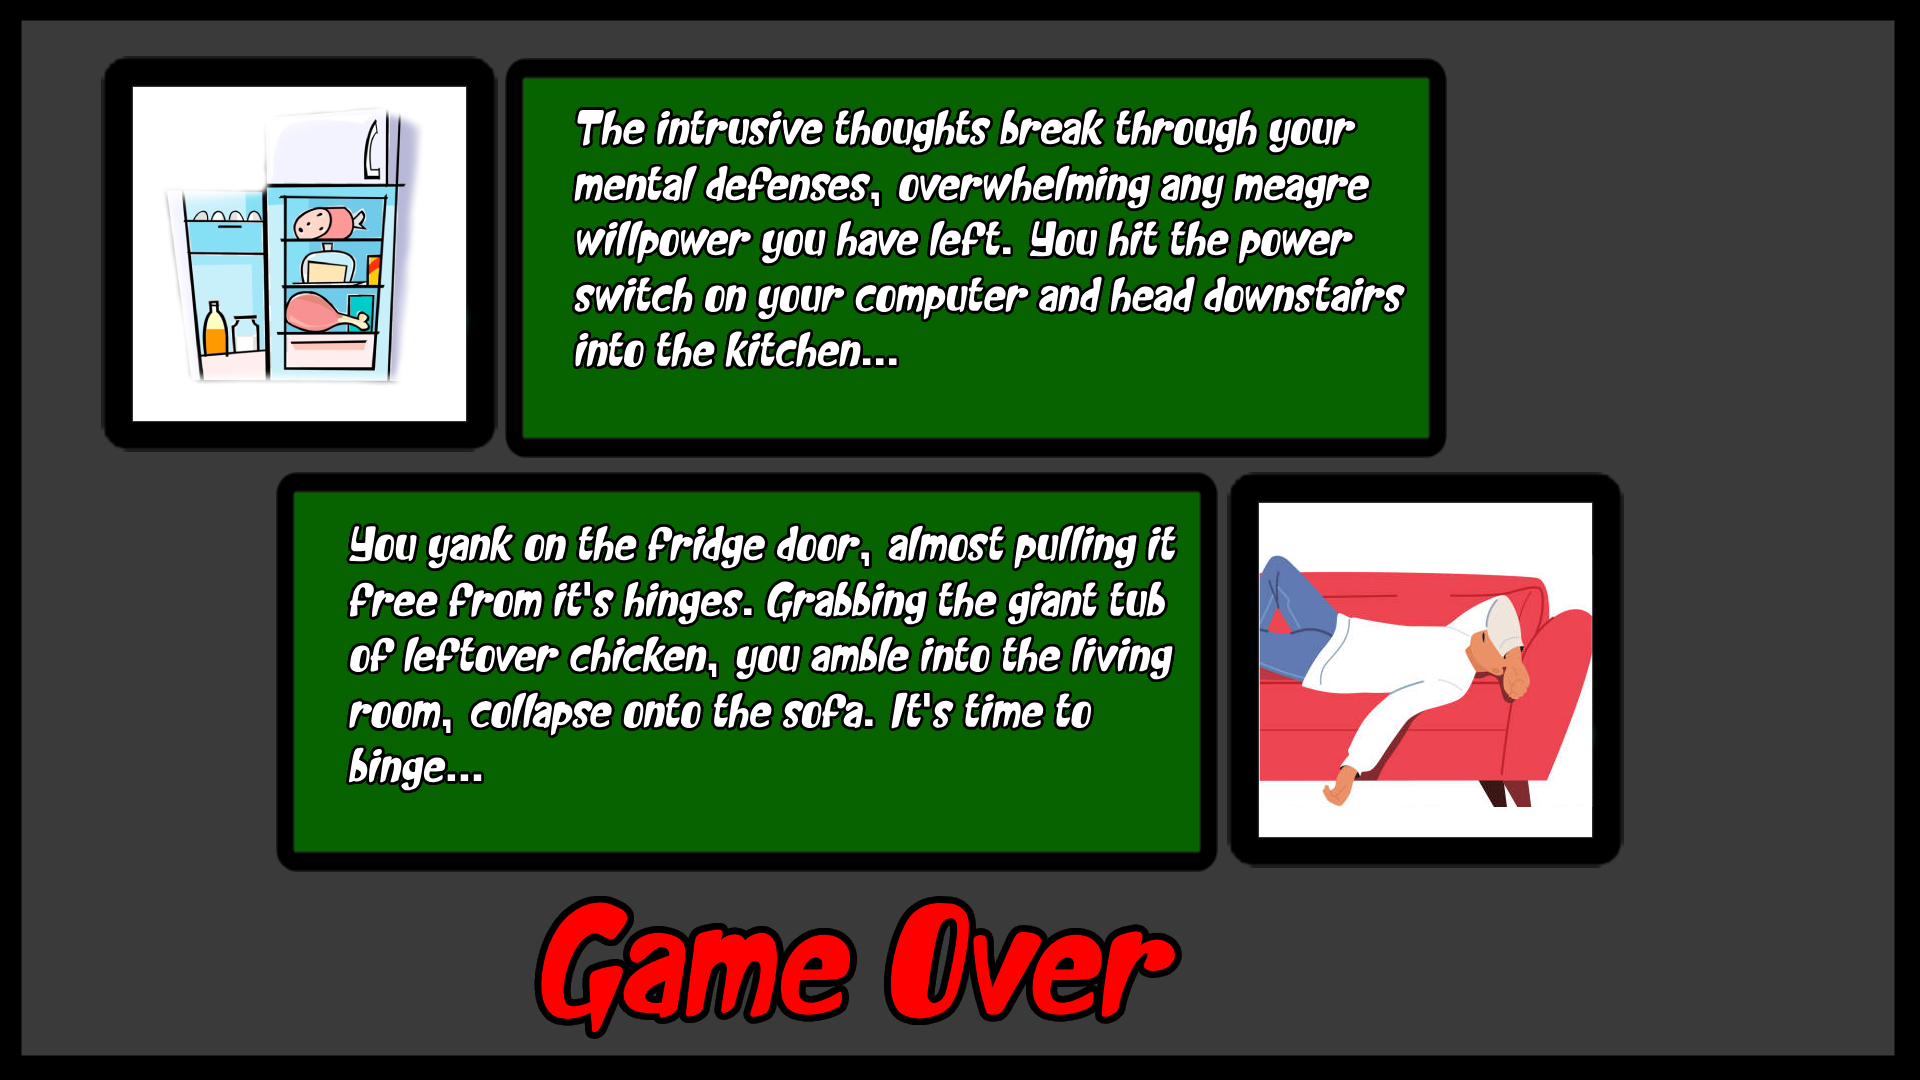 The intrusive thoughts break through your
mental defenses, overwhelming any meagre
willpower you have left. You hit the power
switch on your computer and head downstairs
into the kitchen...
You yank on the fridge door, almost pulling it
free from it's hinges. Grabbing the giant tub
of leftover chicken, you amble into the living
room, collapse onto the sofa. It's time to
binge...
Game Over